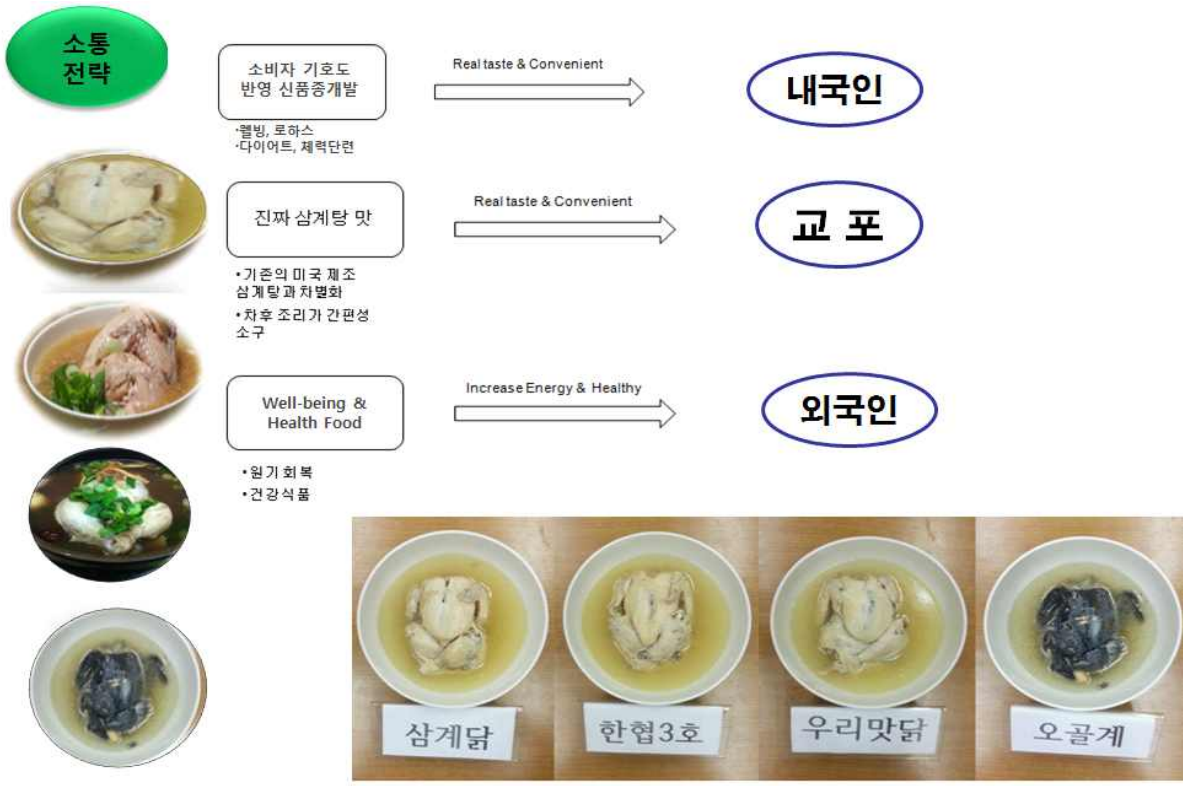 소통
전략
소비자 기호도
반영 신품종개발
Real taste & Convenient
내국인
·웰빙, 로하스
·다이어트, 체력단련
진짜 삼계탕 맛
Real taste & Convenient
교 포
• 기존의 미국 제조
삼계탕과 차별화
• 차후 조리가 간편성
소구
Well-being &
Health Food
Increase Energy & Healthy
외국인
• 원기 회복
• 건강식품
삼계닭
한협3호
우리맛닭
오골계